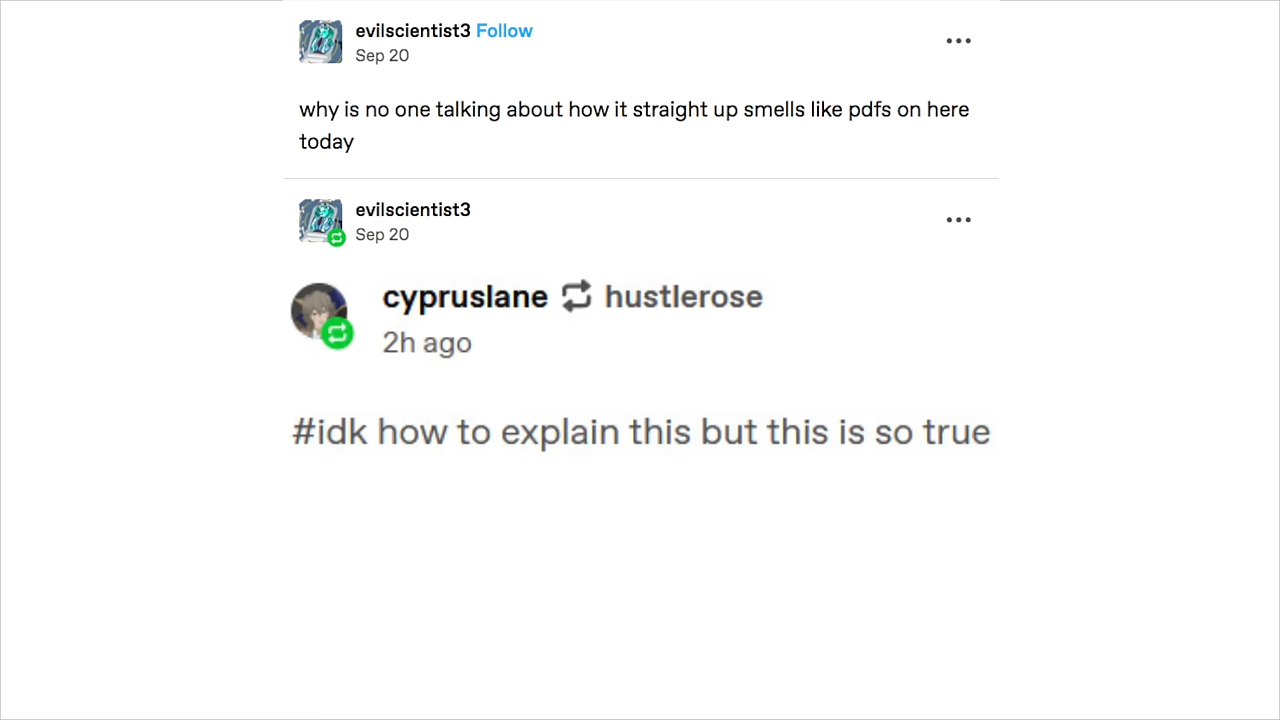 evilscientist3 Follow
Sep 20
why is no one talking about how it straight up smells like pdfs on here
today
evilscientist3
Sep 20
cypruslane hustlerose
2h ago
#idk how to explain this but this is so true